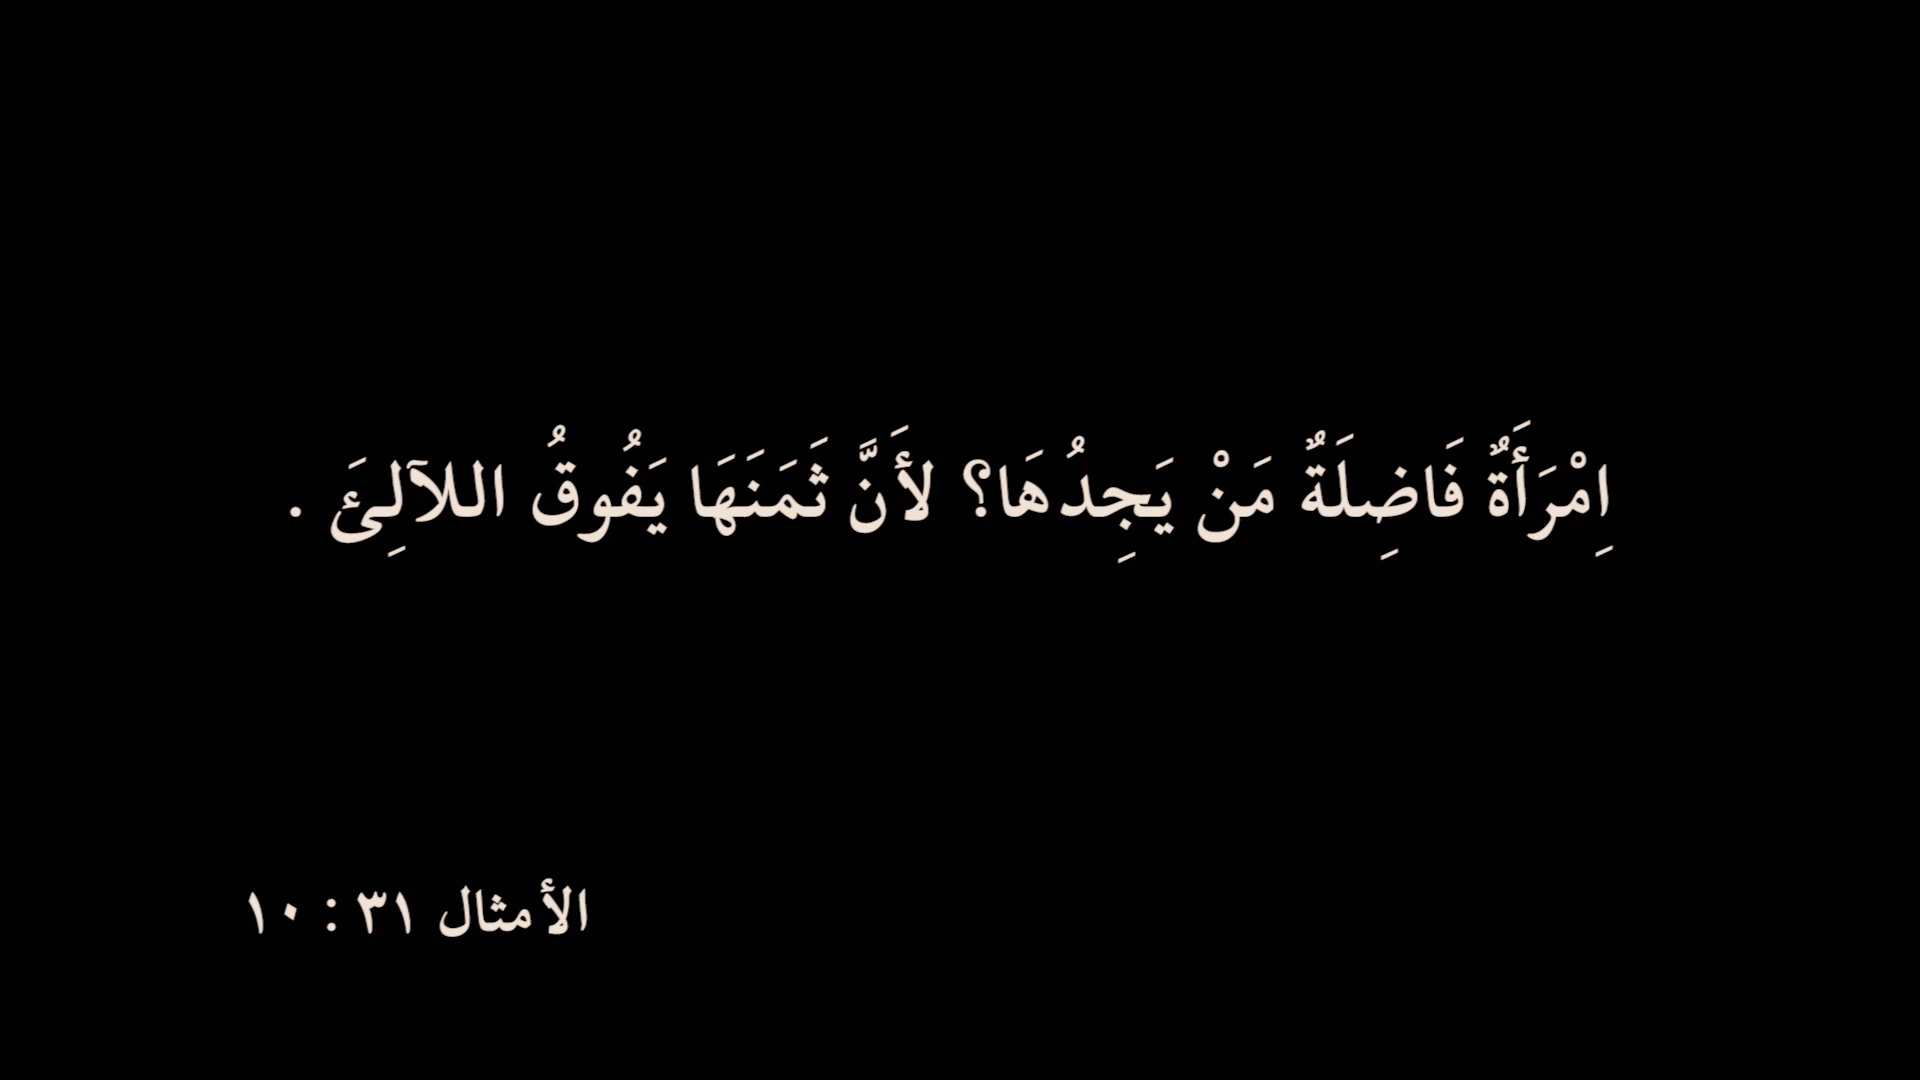 اِمْرَأَةٌ فَاضِلَةٌ مَنْ يَجِدُهَا؟ لأَنَّ ثَمَنَهَا يَفُوقُ اللآلِئَ .
الأمثال ٣١ : ١٠